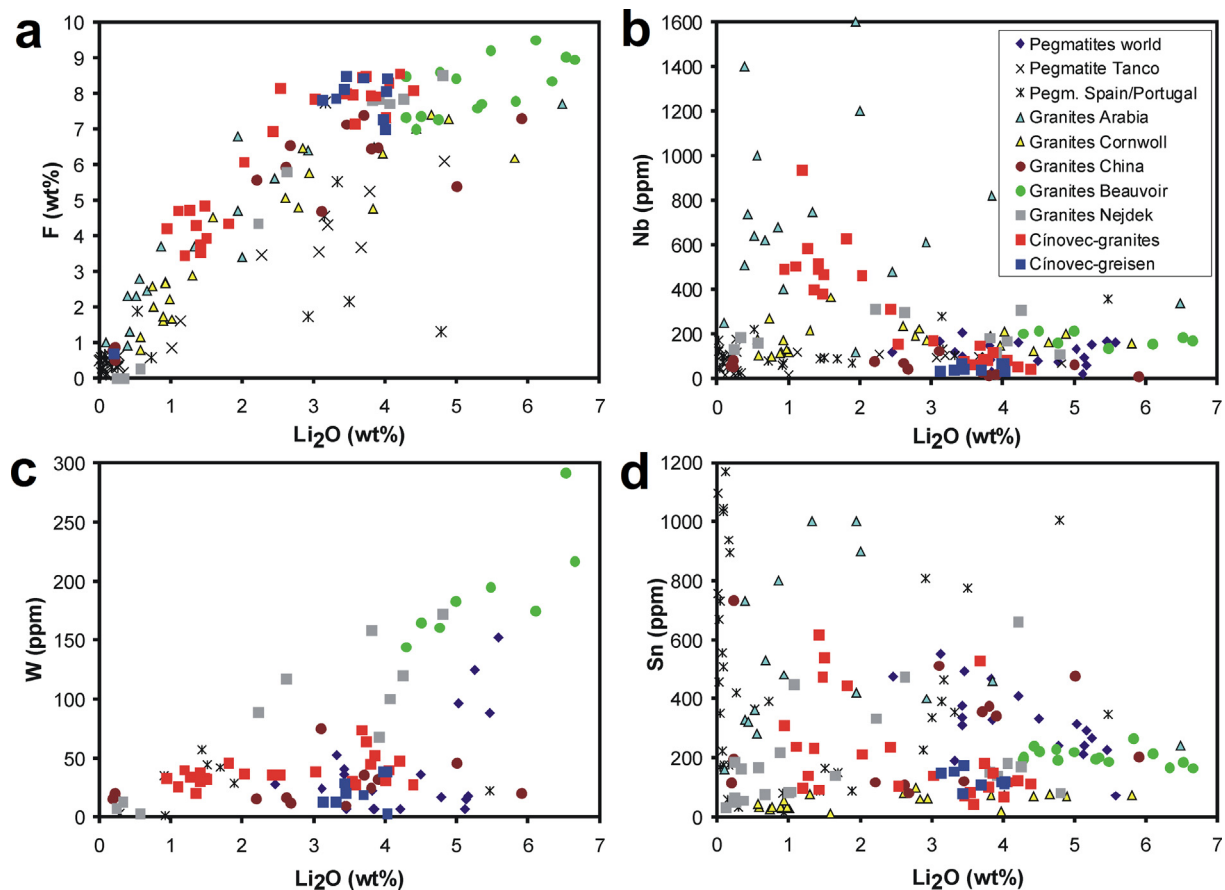 a
10
9
8
7
6
5
4
3
2
1
0
F (wt%)
0 1 2 3 4 5 6 7
Li₂O (wt%)
b
1600
1400
1200
1000
800
600
400
200
0
Nb (ppm)
Pegmatites world
Pegmatite Tanco
Pegm. Spain/Portugal
Granites Arabia
Granites Cornwoll
Granites China
Granites Beauvoir
Granites Nejdek
Cínovec-granites
Cínovec-greisen
0 1 2 3 4 5 6 7
Li₂O (wt%)
c
300
250
200
150
100
50
0
W (ppm)
0 1 2 3 4 5 6 7
Li₂O (wt%)
d
1200
1000
800
600
400
200
0
Sn (ppm)
0 1 2 3 4 5 6 7
Li₂O (wt%)